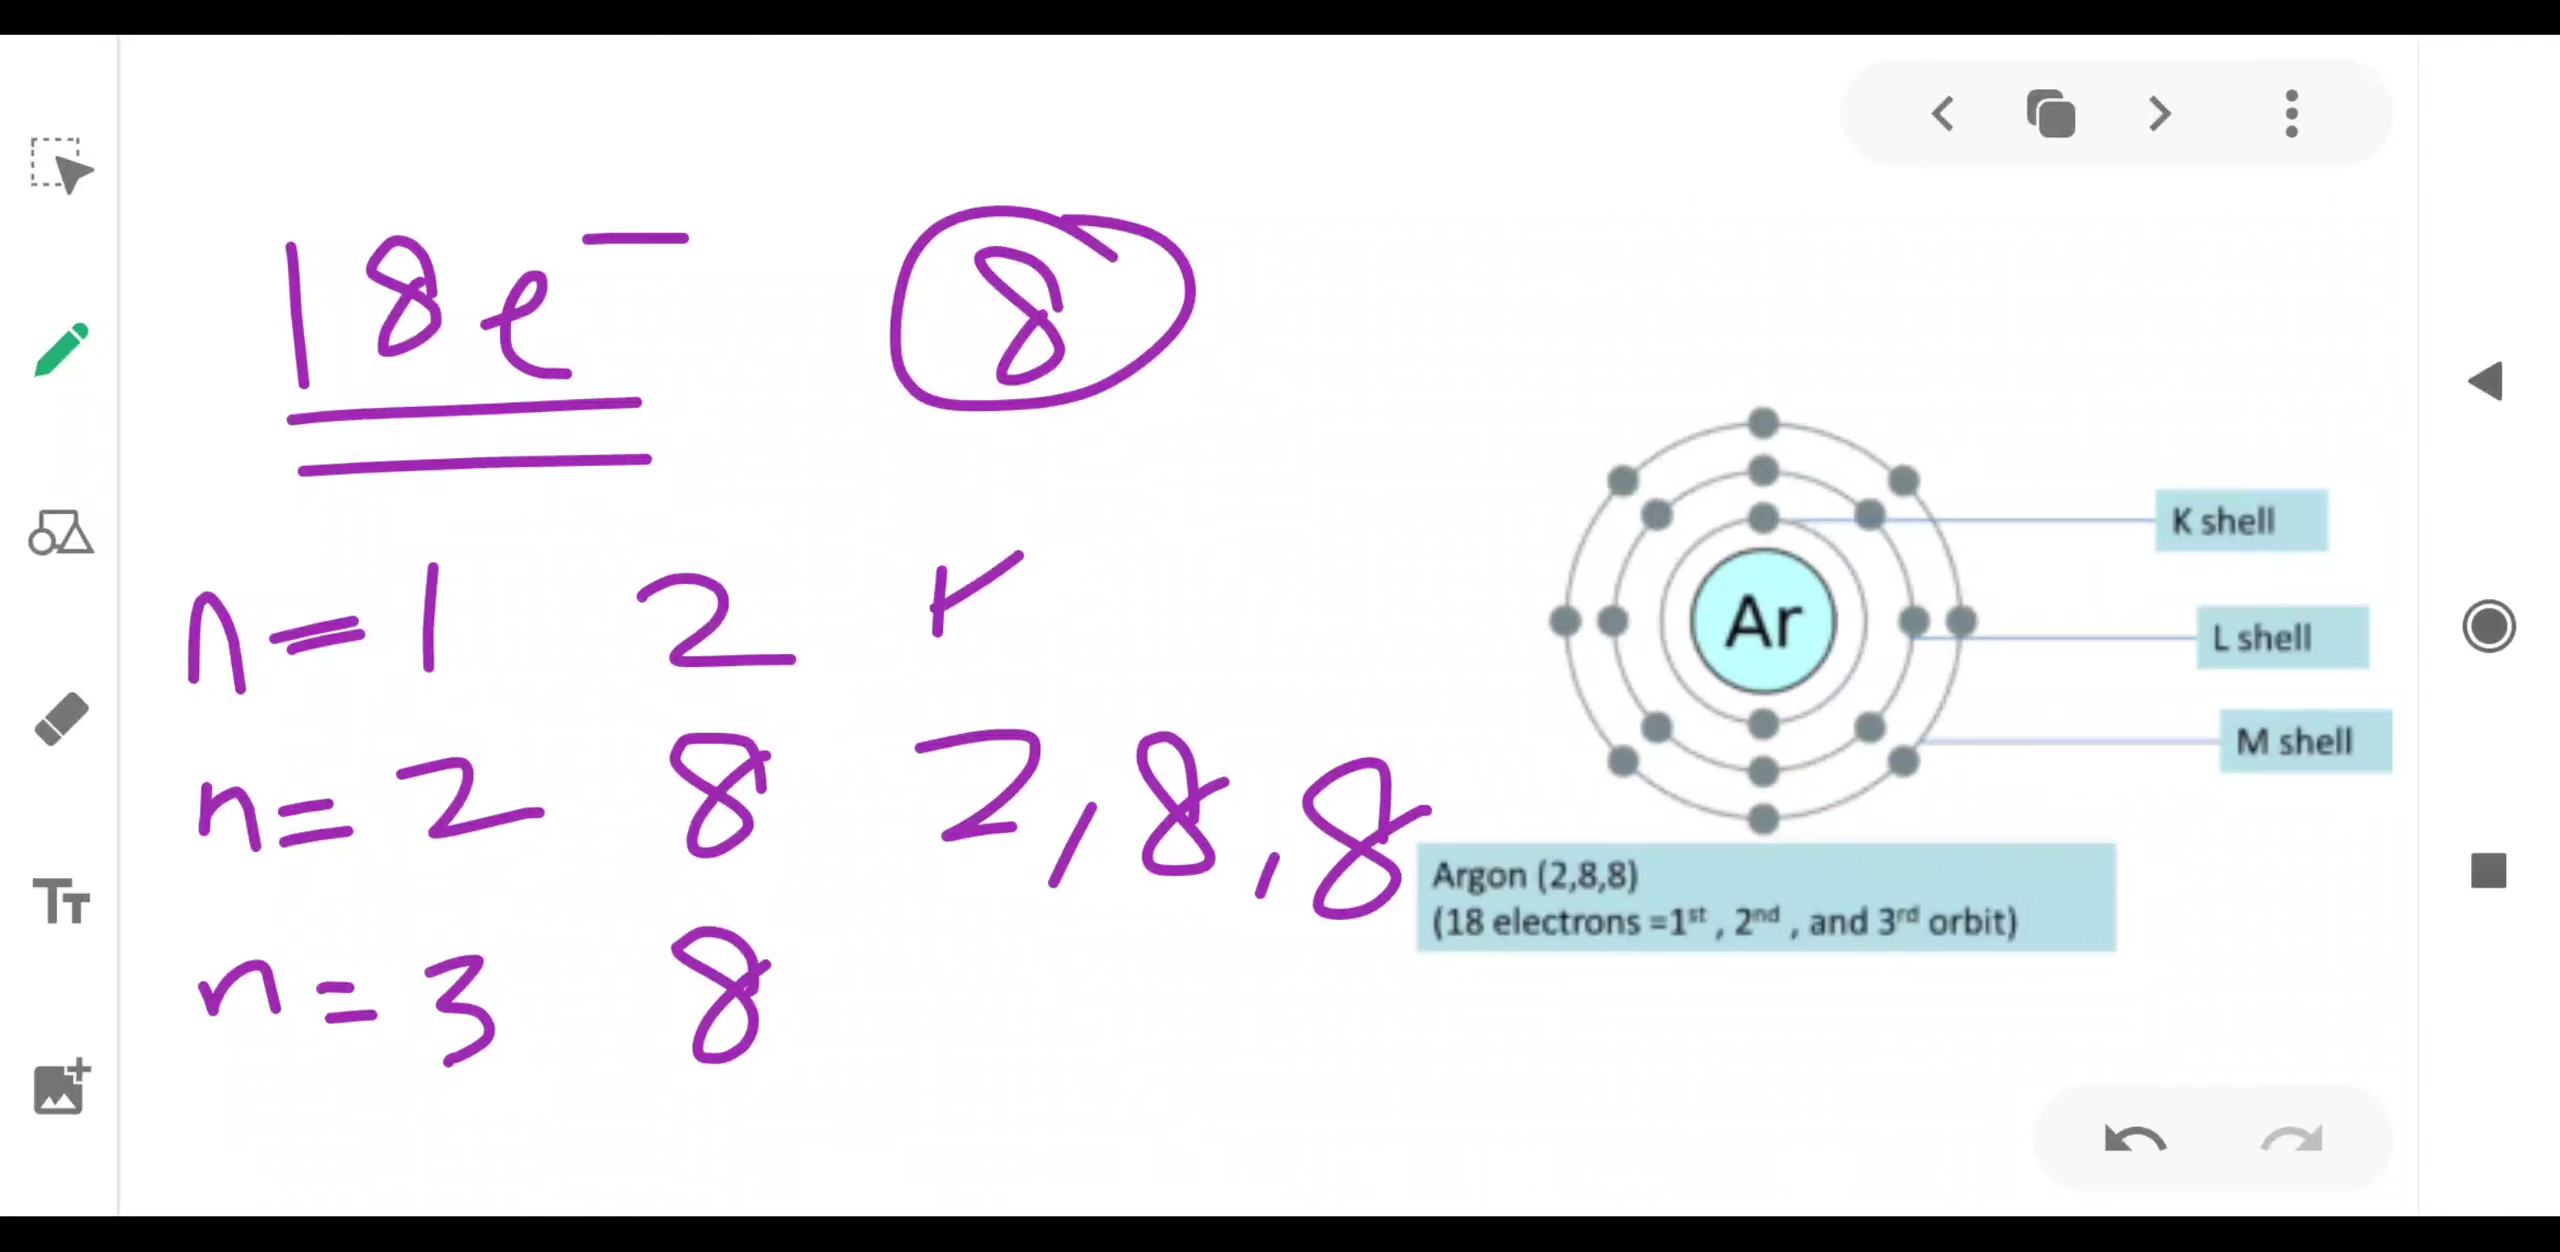 18e⁻ 8
n=1 2
n=2 8 2,8,8
n=3 8
Ar
K shell
L shell
M shell
Argon (2,8,8)
(18 electrons =1st , 2nd , and 3rd orbit)
Tт